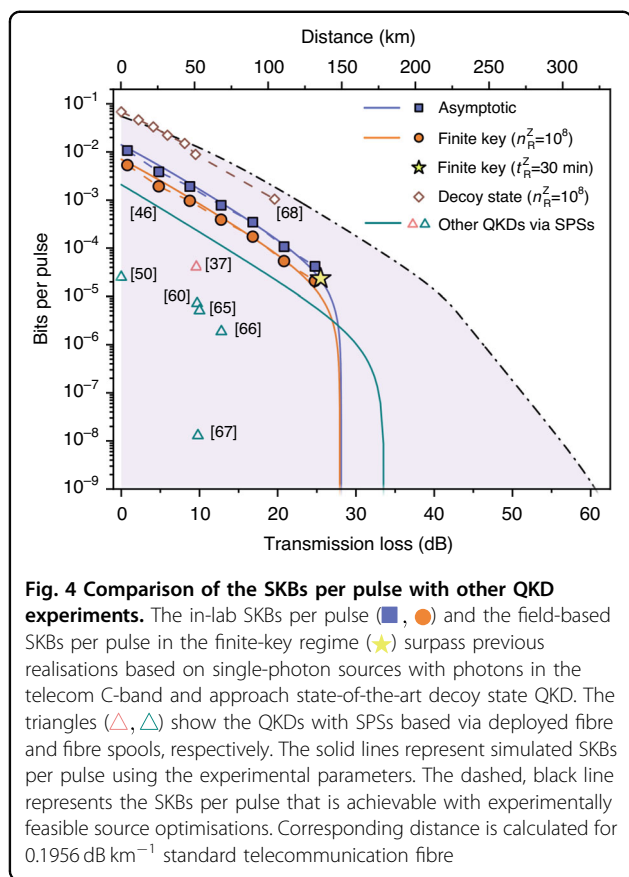 Distance (km)
0 50 100 150 200 250 300
10⁻¹
10⁻²
10⁻³
10⁻⁴
10⁻⁵
10⁻⁶
10⁻⁷
10⁻⁸
10⁻⁹
Bits per pulse
Asymptotic
Finite key (n_R^Z=10⁸)
Finite key (t_R^Z=30 min)
Decoy state (n_R^Z=10⁸)
Other QKDs via SPSs
[46]
[68]
[37]
[50]
[60]
[65]
[66]
[67]
0 10 20 30 40 50 60
Transmission loss (dB)
Fig. 4 Comparison of the SKBs per pulse with other QKD
experiments. The in-lab SKBs per pulse (■, ●) and the field-based
SKBs per pulse in the finite-key regime (★) surpass previous
realisations based on single-photon sources with photons in the
telecom C-band and approach state-of-the-art decoy state QKD. The
triangles (△, △) show the QKDs with SPSs based via deployed fibre
and fibre spools, respectively. The solid lines represent simulated SKBs
per pulse using the experimental parameters. The dashed, black line
represents the SKBs per pulse that is achievable with experimentally
feasible source optimisations. Corresponding distance is calculated for
0.1956 dB km⁻¹ standard telecommunication fibre